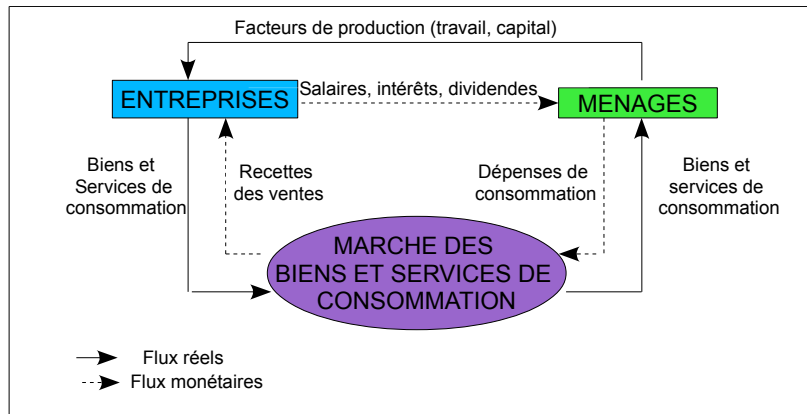 Facteurs de production (travail, capital)
ENTREPRISES
Salaires, intérêts, dividendes
MENAGES
Biens et
Services de
consommation
Recettes
des ventes
Dépenses de
consommation
Biens et
services de
consommation
MARCHE DES
BIENS ET SERVICES DE
CONSOMMATION
Flux réels
Flux monétaires